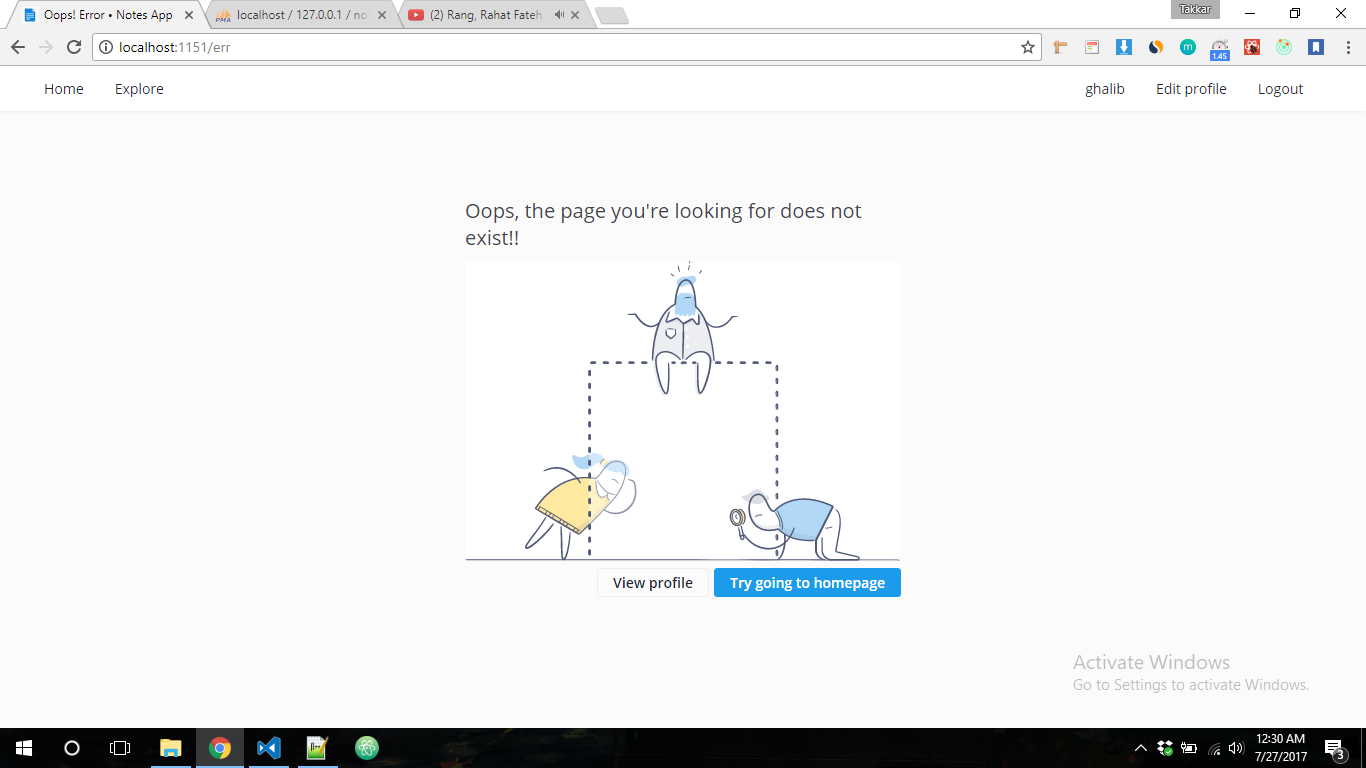 Oops! Error • Notes App
PMA
localhost / 127.0.0.1 / no
(2) Rang, Rahat Fateh
Takkar
localhost:1151/err
m
1.45
Home
Explore
ghalib
Edit profile
Logout
Oops, the page you're looking for does not
exist!!
View profile
Try going to homepage
Activate Windows
Go to Settings to activate Windows.
12:30 AM
7/27/2017
3